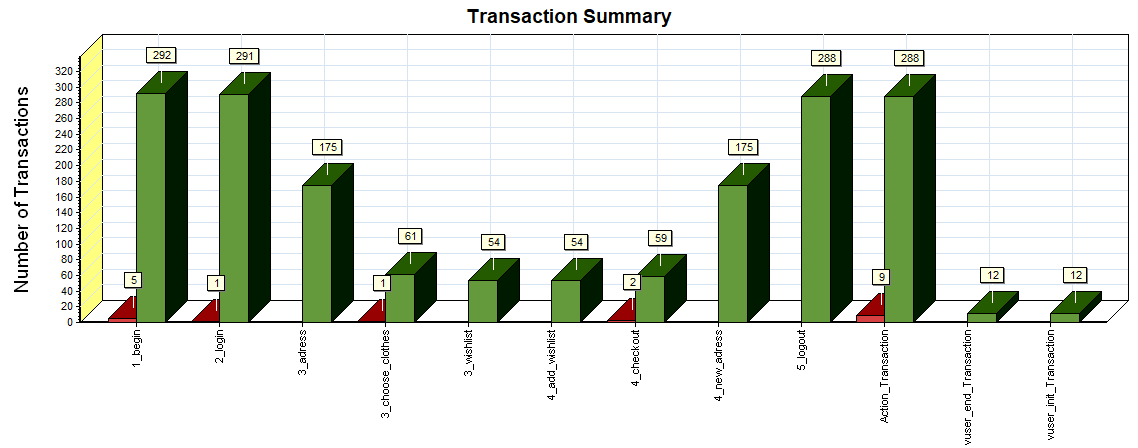 Transaction Summary
Number of Transactions
320
300
280
260
240
220
200
180
160
140
120
100
80
60
40
20
0
5
292
1
291
175
1
61
54
54
2
59
175
288
9
288
12
12
1_begin
2_login
3_adress
3_choose_clothes
3_wishlist
4_add_wishlist
4_checkout
4_new_adress
5_logout
Action_Transaction
vuser_end_Transaction
vuser_init_Transaction